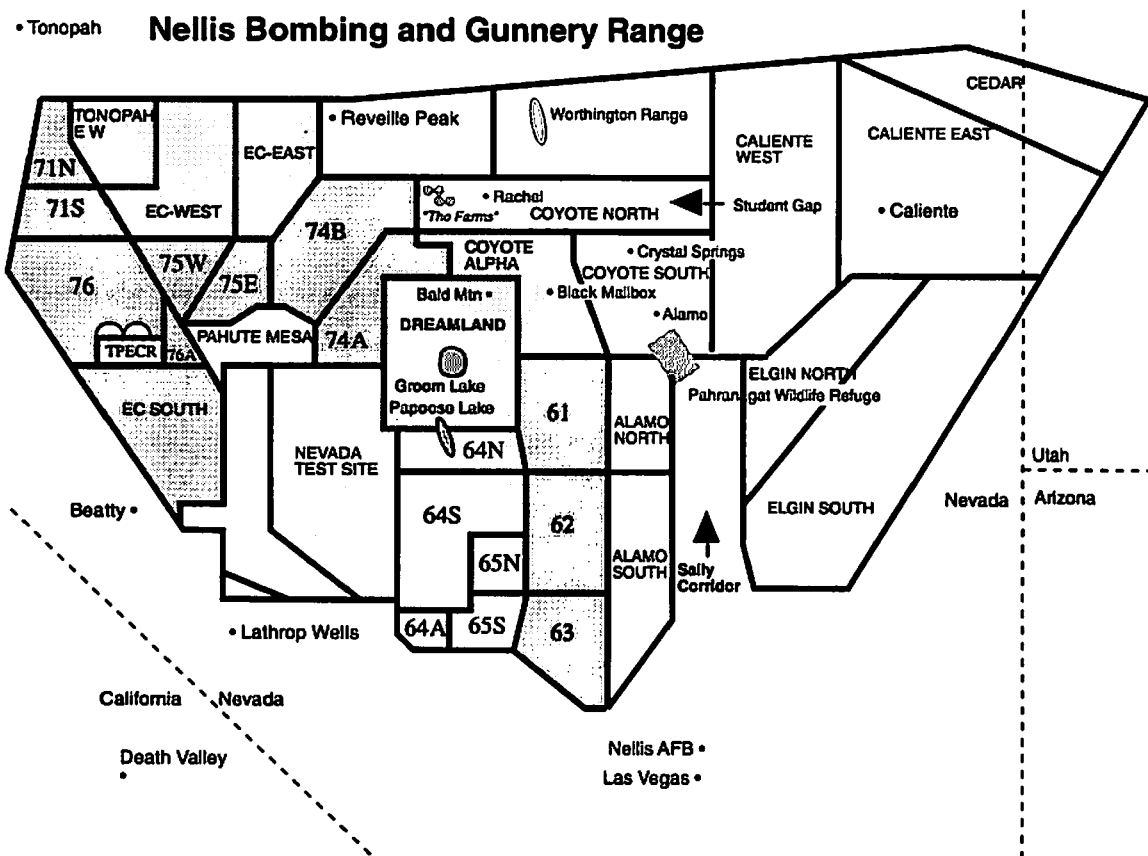 • Tonopah
Nellis Bombing and Gunnery Range
CEDAR
TONOPAH
E W
• Reveille Peak
Worthington Range
CALIENTE EAST
CALIENTE
WEST
EC-EAST
71N
71S
EC-WEST
• Rachel
"The Farms"
COYOTE NORTH
Student Gap
• Caliente
74B
75W
75E
76
COYOTE
ALPHA
• Crystal Springs
COYOTE SOUTH
Bald Mtn •
• Black Mailbox
• Alamo
DREAMLAND
PAHUTE MESA
74A
TPECR
76A
Groom Lake
Papoose Lake
ELGIN NORTH
Pahranagat Wildlife Refuge
EC SOUTH
61
ALAMO
NORTH
NEVADA
TEST SITE
64N
Utah
Nevada
Arizona
Beatty •
64S
62
ELGIN SOUTH
65N
ALAMO
SOUTH
Sally
Corridor
• Lathrop Wells
64A
65S
63
California
Nevada
Death Valley
Nellis AFB •
Las Vegas •